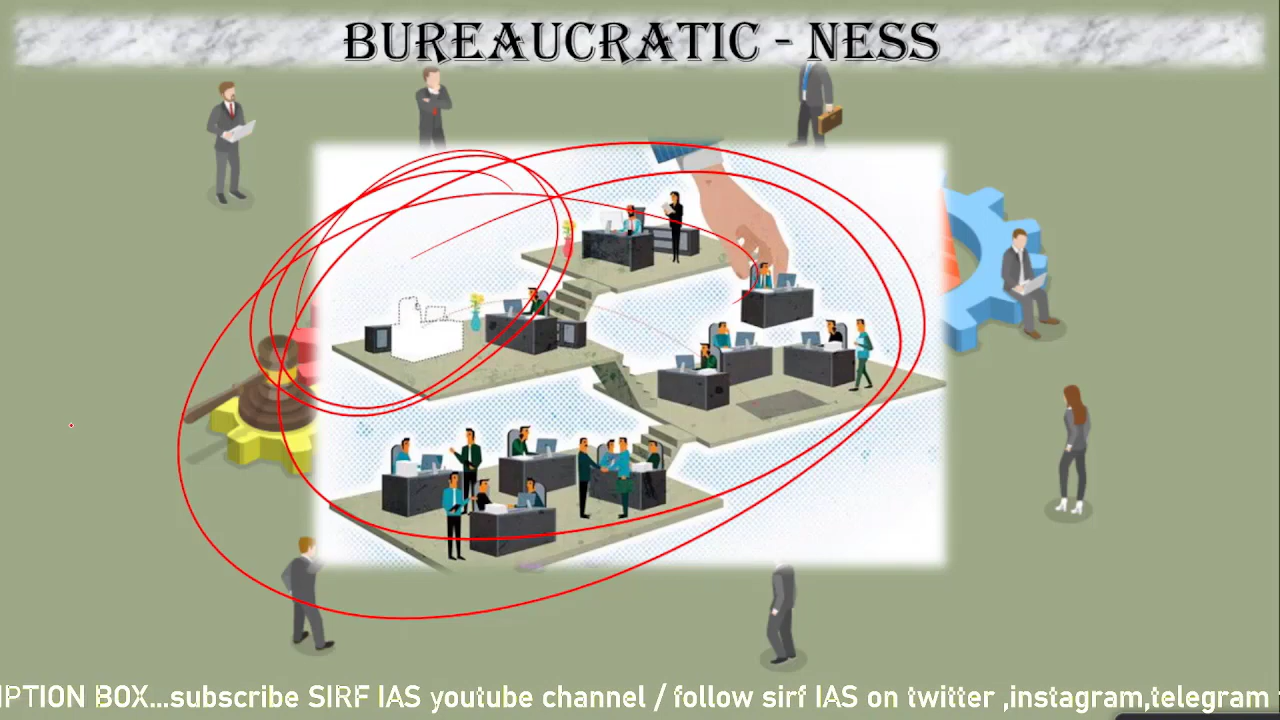 BUREAUCRATIC - NESS
IPTION BOX...subscribe SIRF IAS youtube channel / follow sirf IAS on twitter ,instagram,telegram